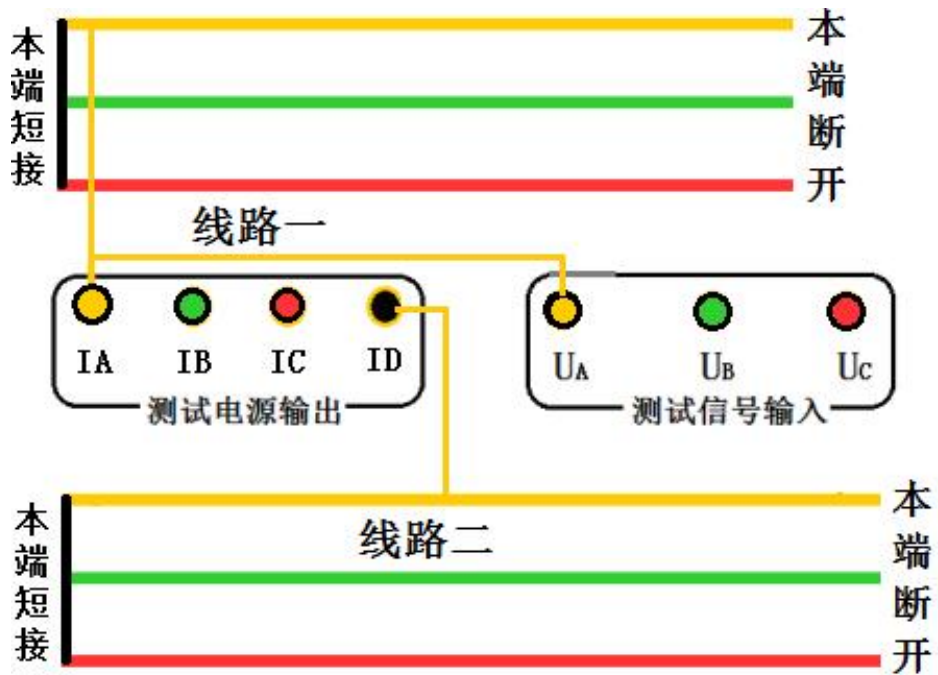 本端短接
本端断开
线路一
IA IB IC ID
测试电源输出
UA UB UC
测试信号输入
本端短接
线路二
本端断开